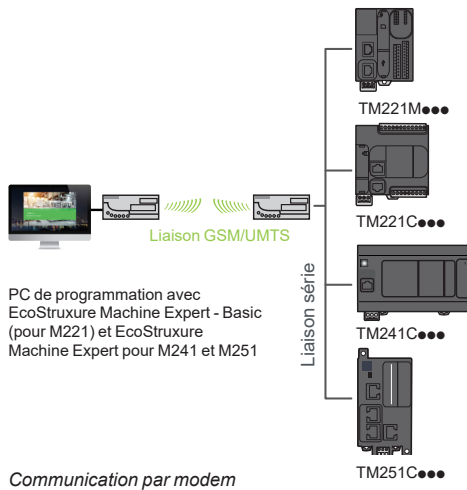 TM221M●●●
TM221C●●●
Liaison GSM/UMTS
PC de programmation avec
EcoStruxure Machine Expert - Basic
(pour M221) et EcoStruxure
Machine Expert pour M241 et M251
Liaison série
TM241C●●●
TM251C●●●
Communication par modem